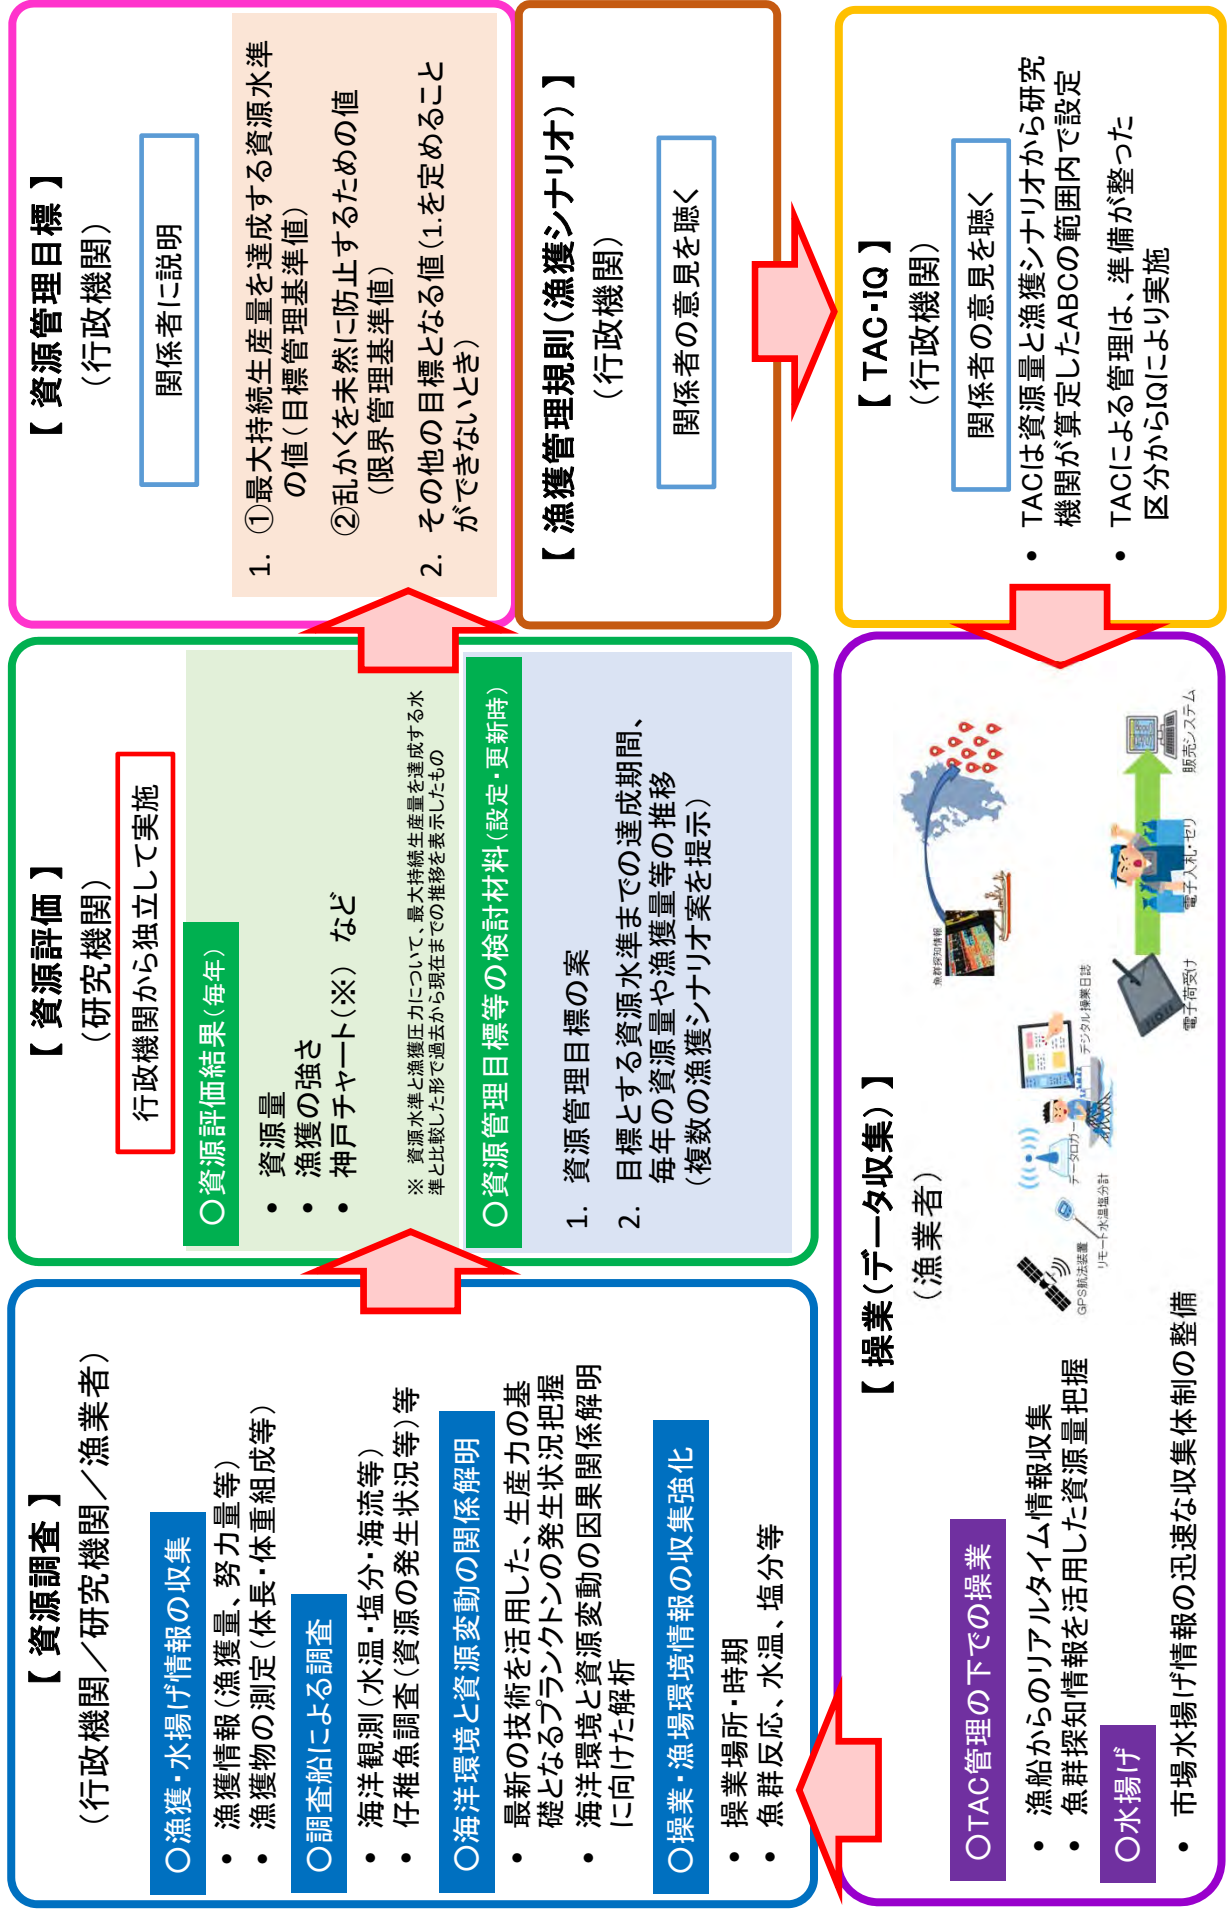 【 資源調査 】
（行政機関／研究機関／漁業者）
〇漁獲・水揚げ情報の収集
• 漁獲情報（漁獲量、努力量等）
• 漁獲物の測定（体長・体重組成等）
〇調査船による調査
• 海洋観測（水温・塩分・海流等）
• 仔稚魚調査（資源の発生状況等）等
〇海洋環境と資源変動の関係解明
• 最新の技術を活用した、生産力の基
礎となるプランクトンの発生状況把握
• 海洋環境と資源変動の因果関係解明
に向けた解析
〇操業・漁場環境情報の収集強化
• 操業場所・時期
• 魚群反応、水温、塩分等
【 資源評価 】
（研究機関）
行政機関から独立して実施
〇資源評価結果（毎年）
• 資源量
• 漁獲の強さ
• 神戸チャート（※） など
※ 資源水準と漁獲圧力について、最大持続生産量を達成する水
準と比較した形で過去から現在までの推移を表示したもの
〇資源管理目標等の検討材料（設定・更新時）
1. 資源管理目標の案
2. 目標とする資源水準までの達成期間、
毎年の資源量や漁獲量等の推移
（複数の漁獲シナリオ案を提示）
【 資源管理目標 】
（行政機関）
関係者に説明
1. ①最大持続生産量を達成する資源水準
の値（目標管理基準値）
②乱かくを未然に防止するための値
（限界管理基準値）
2. その他の目標となる値（1.を定めること
ができないとき）
【 漁獲管理規則（漁獲シナリオ） 】
（行政機関）
関係者の意見を聴く
【 TAC・IQ 】
（行政機関）
関係者の意見を聴く
• TACは資源量と漁獲シナリオから研究
機関が算定したABCの範囲内で設定
• TACによる管理は、準備が整った
区分からIQにより実施
【 操業（データ収集） 】
（漁業者）
〇TAC管理の下での操業
• 漁船からのリアルタイム情報収集
• 魚群探知情報を活用した資源量把握
〇水揚げ
• 市場水揚げ情報の迅速な収集体制の整備
GPS航法装置
リモート水温塩分計
データロガー
デジタル操業日誌
魚群探知情報
電子荷受け
電子入札・セリ
販売システム